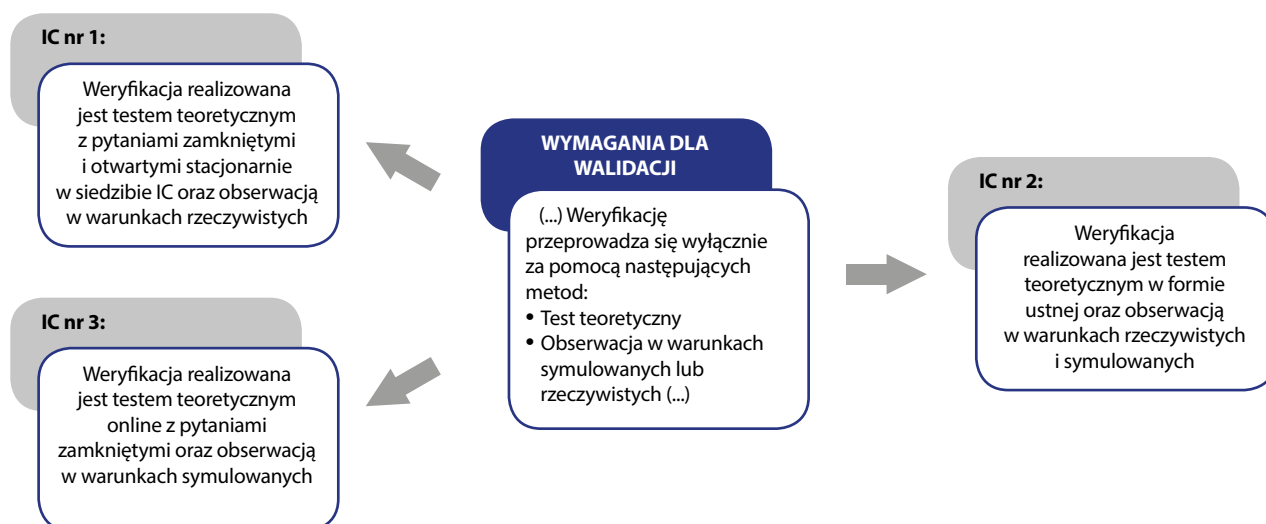 IC nr 1:
Weryfikacja realizowana
jest testem teoretycznym
z pytaniami zamkniętymi
i otwartymi stacjonarnie
w siedzibie IC oraz obserwacją
w warunkach rzeczywistych
WYMAGANIA DLA
WALIDACJI
(...) Weryfikację
przeprowadza się wyłącznie
za pomocą następujących
metod:
• Test teoretyczny
• Obserwacja w warunkach
symulowanych lub
rzeczywistych (...)
IC nr 2:
Weryfikacja
realizowana jest testem
teoretycznym w formie
ustnej oraz obserwacją
w warunkach rzeczywistych
i symulowanych
IC nr 3:
Weryfikacja realizowana
jest testem teoretycznym
online z pytaniami
zamkniętymi oraz obserwacją
w warunkach symulowanych